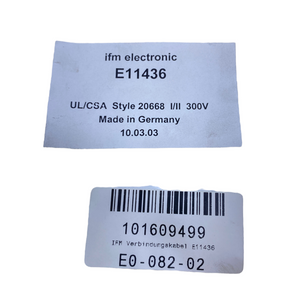 ifm electronic
E11436
UL/CSA Style 20668 I/II 300V
Made in Germany
10.03.03
101609499
IFM Verbindungskabel E11436
E0-082-02